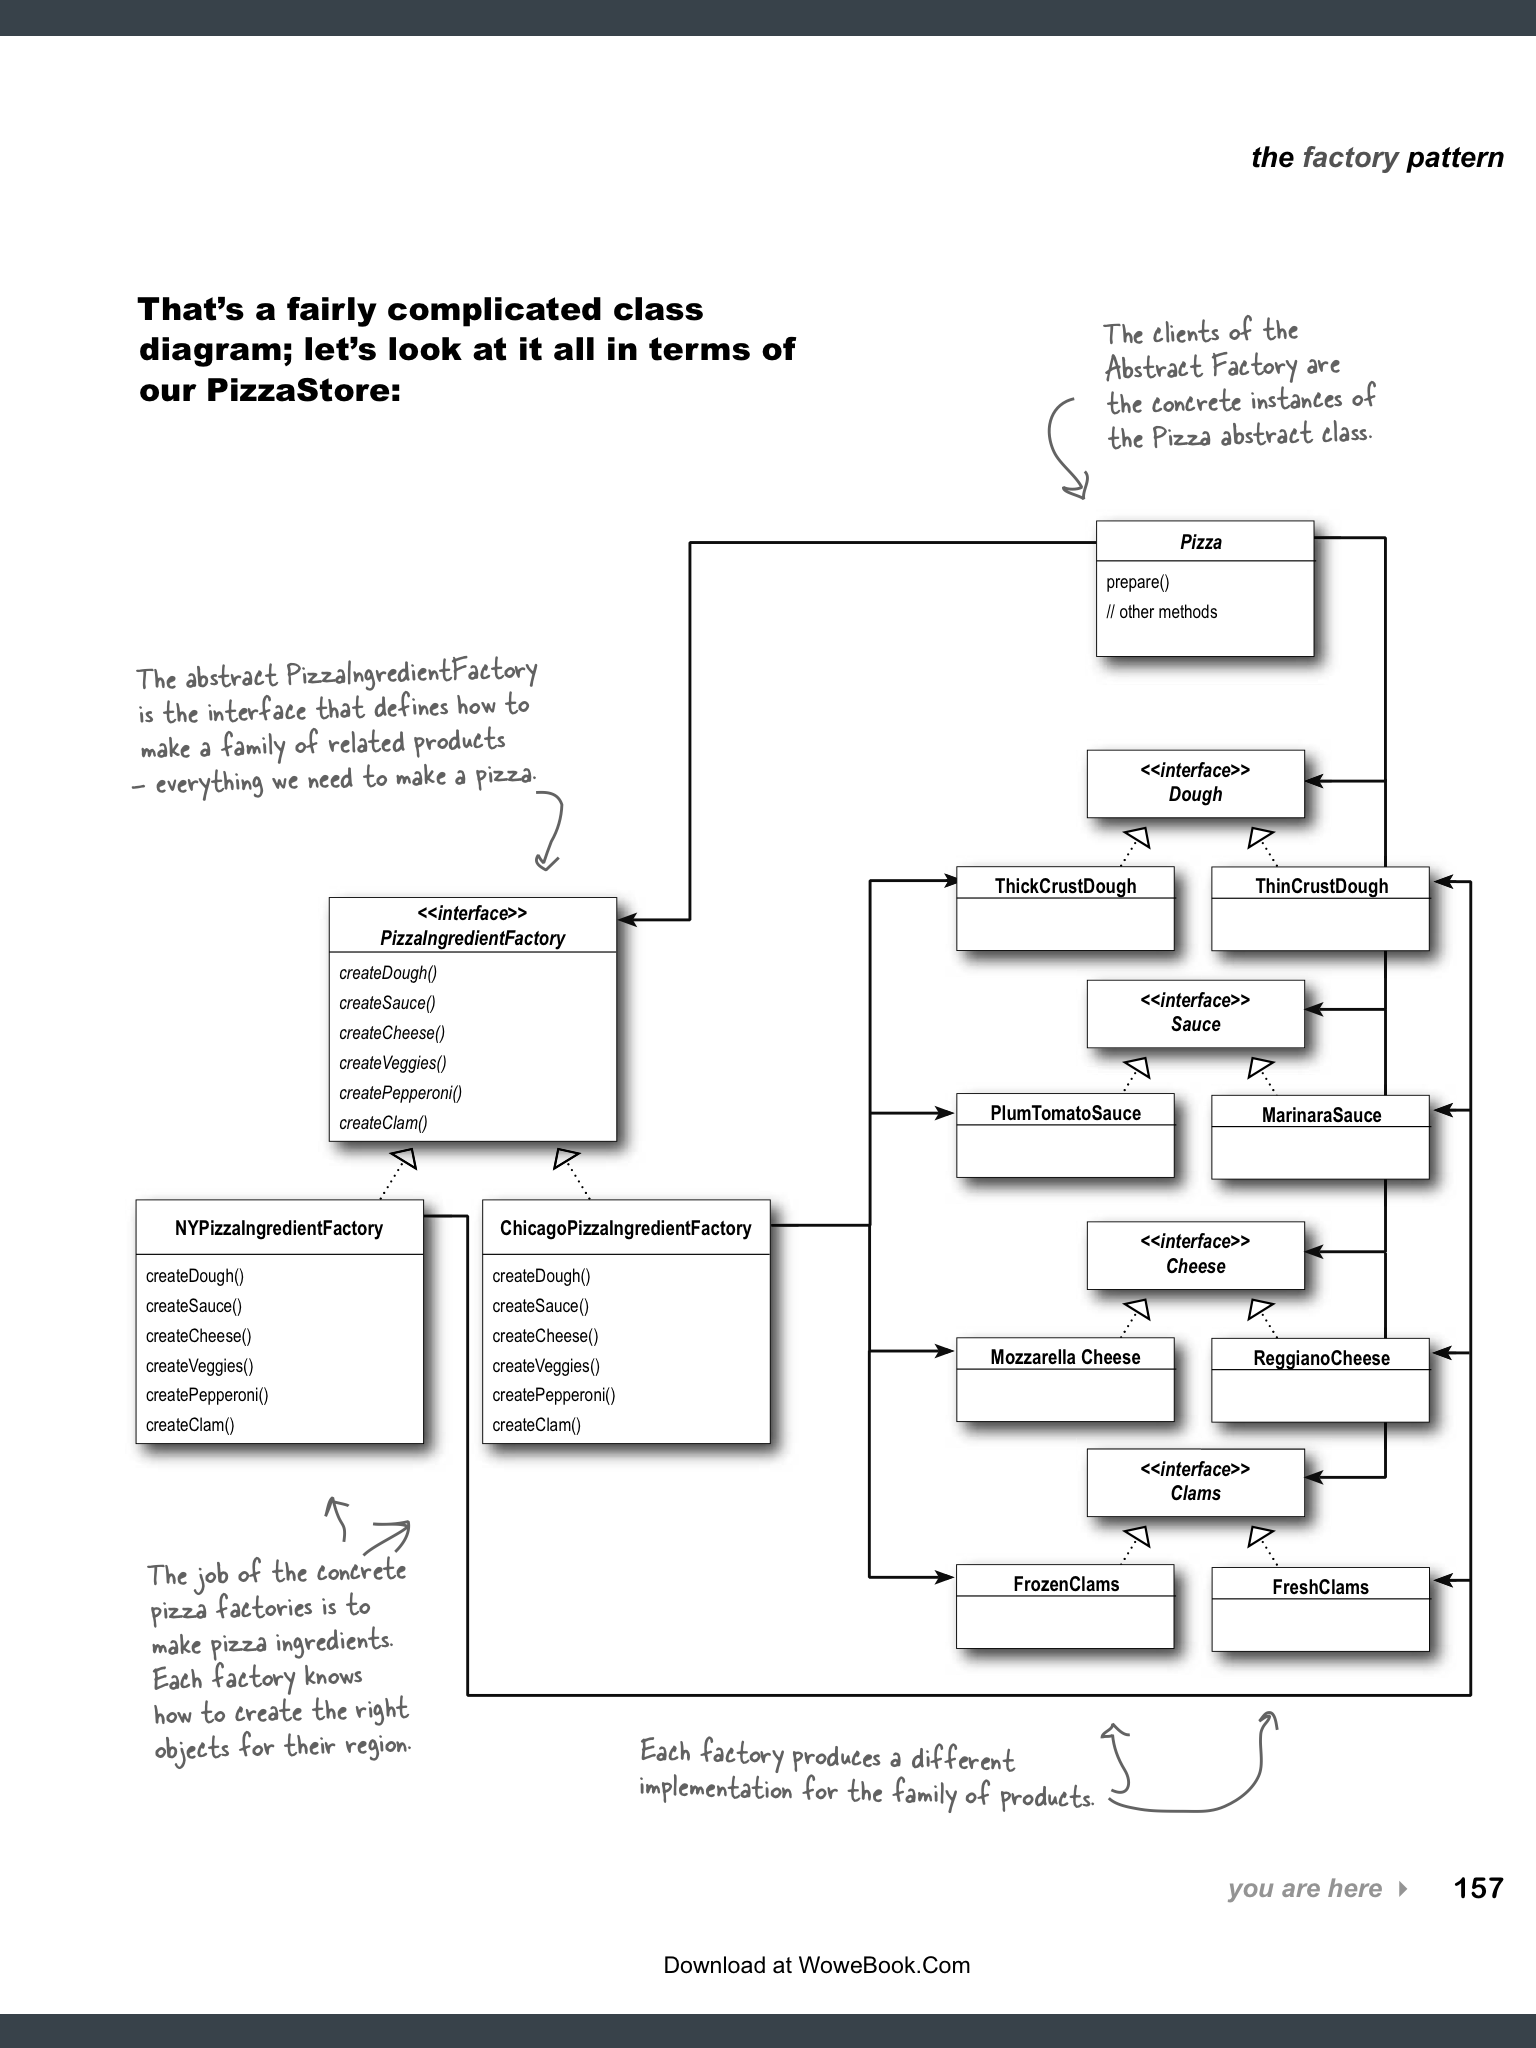 the factory pattern
That’s a fairly complicated class
diagram; let’s look at it all in terms of
our PizzaStore:
The clients of the
Abstract Factory are
the concrete instances of
the Pizza abstract class.
Pizza
prepare()
// other methods
The abstract PizzaIngredientFactory
is the interface that defines how to
make a family of related products
– everything we need to make a pizza.
<<interface>>
PizzaIngredientFactory
createDough()
createSauce()
createCheese()
createVeggies()
createPepperoni()
createClam()
NYPizzaIngredientFactory
createDough()
createSauce()
createCheese()
createVeggies()
createPepperoni()
createClam()
ChicagoPizzaIngredientFactory
createDough()
createSauce()
createCheese()
createVeggies()
createPepperoni()
createClam()
<<interface>>
Dough
ThickCrustDough
ThinCrustDough
<<interface>>
Sauce
PlumTomatoSauce
MarinaraSauce
<<interface>>
Cheese
Mozzarella Cheese
ReggianoCheese
<<interface>>
Clams
FrozenClams
FreshClams
The job of the concrete
pizza factories is to
make pizza ingredients.
Each factory knows
how to create the right
objects for their region.
Each factory produces a different
implementation for the family of products.
you are here
157
Download at WoweBook.Com